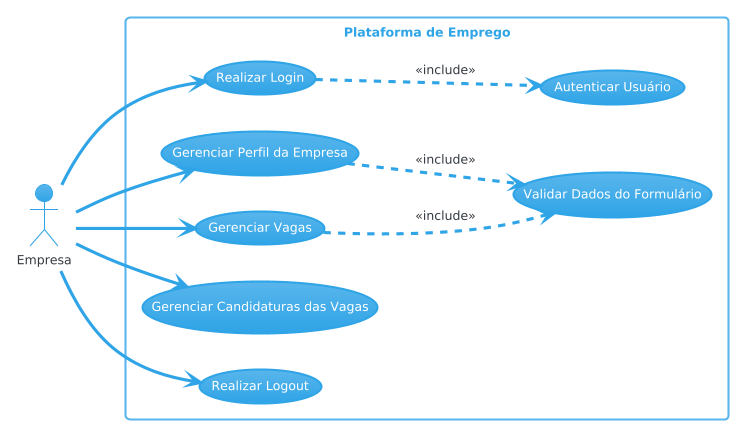 Plataforma de Emprego
Realizar Login
«include»
Autenticar Usuário
Gerenciar Perfil da Empresa
«include»
Validar Dados do Formulário
Gerenciar Vagas
«include»
Empresa
Gerenciar Candidaturas das Vagas
Realizar Logout